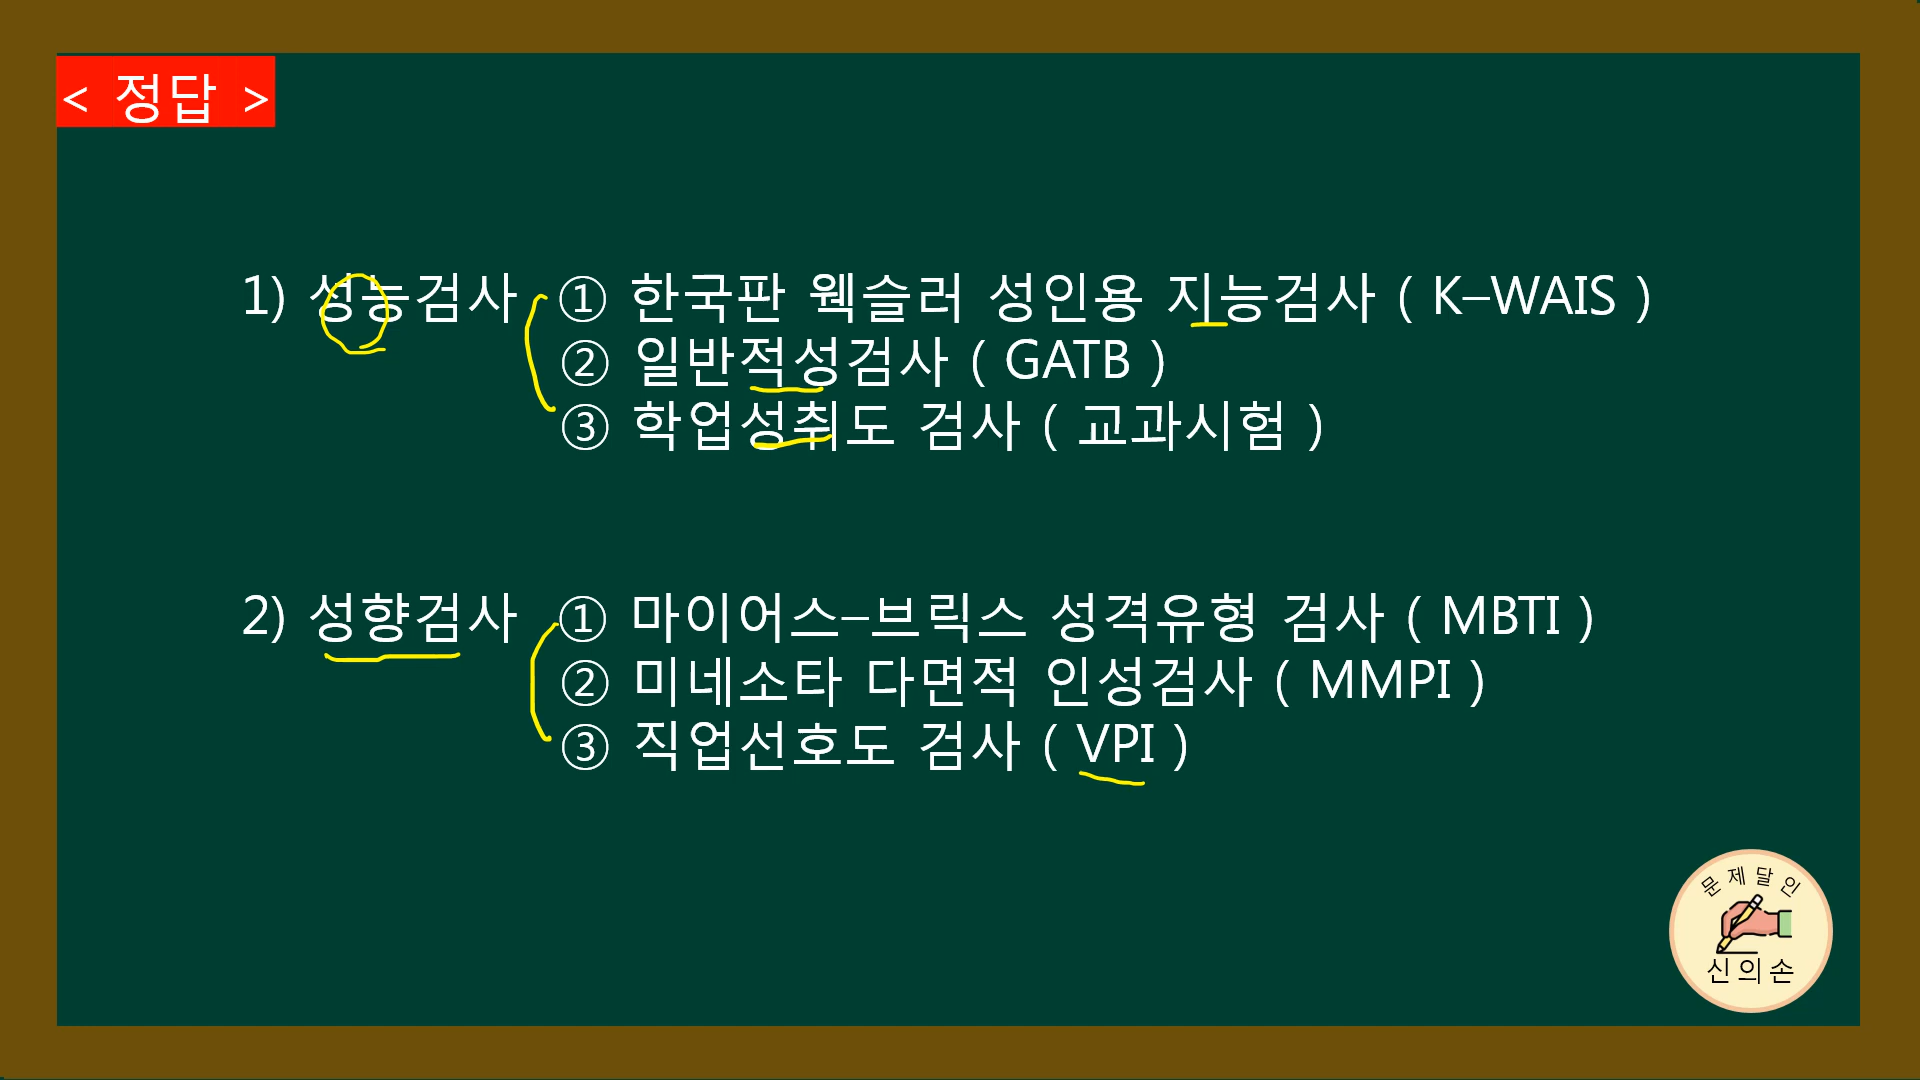 < 정답 >
1) 성능검사 ① 한국판 웩슬러 성인용 지능검사 ( K–WAIS )
② 일반적성검사 ( GATB )
③ 학업성취도 검사 ( 교과시험 )
2) 성향검사 ① 마이어스–브릭스 성격유형 검사 ( MBTI )
② 미네소타 다면적 인성검사 ( MMPI )
③ 직업선호도 검사 ( VPI )
문제달인
신의손